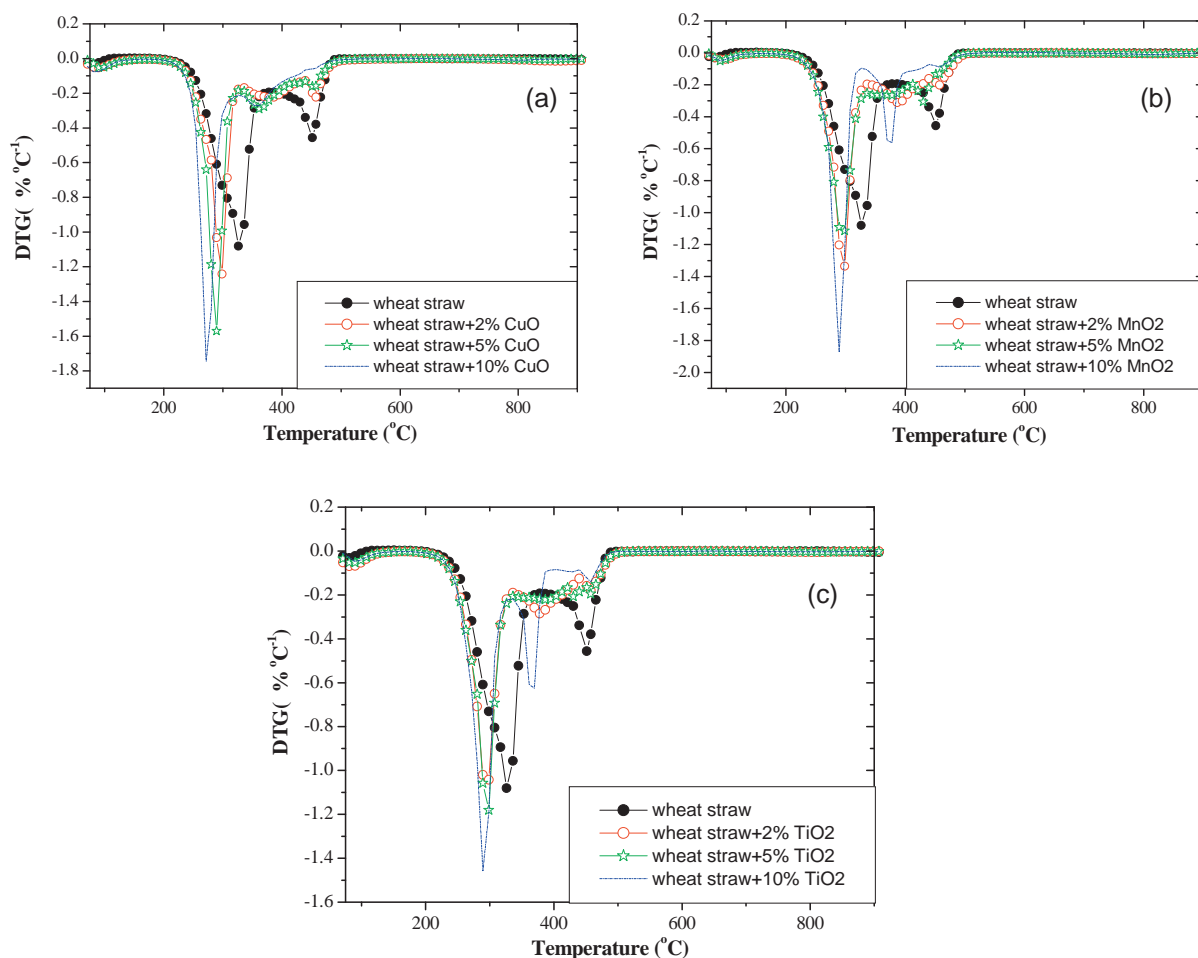 0.2
0.0
-0.2
-0.4
-0.6
-0.8
-1.0
-1.2
-1.4
-1.6
-1.8
DTG( % °C⁻¹)
(a)
wheat straw
wheat straw+2% CuO
wheat straw+5% CuO
wheat straw+10% CuO
200 400 600 800
Temperature (°C)
0.2
0.0
-0.2
-0.4
-0.6
-0.8
-1.0
-1.2
-1.4
-1.6
-1.8
-2.0
DTG( % °C⁻¹)
(b)
wheat straw
wheat straw+2% MnO2
wheat straw+5% MnO2
wheat straw+10% MnO2
200 400 600 800
Temperature (°C)
0.2
0.0
-0.2
-0.4
-0.6
-0.8
-1.0
-1.2
-1.4
-1.6
DTG( % °C⁻¹)
(c)
wheat straw
wheat straw+2% TiO2
wheat straw+5% TiO2
wheat straw+10% TiO2
200 400 600 800
Temperature (°C)